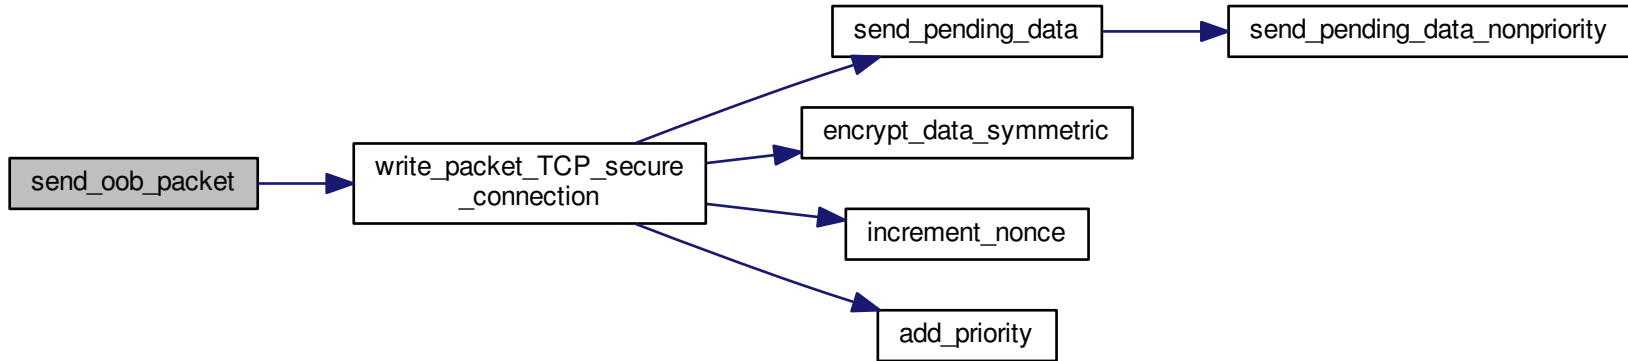 send_oob_packet
write_packet_TCP_secure
_connection
send_pending_data
send_pending_data_nonpriority
encrypt_data_symmetric
increment_nonce
add_priority